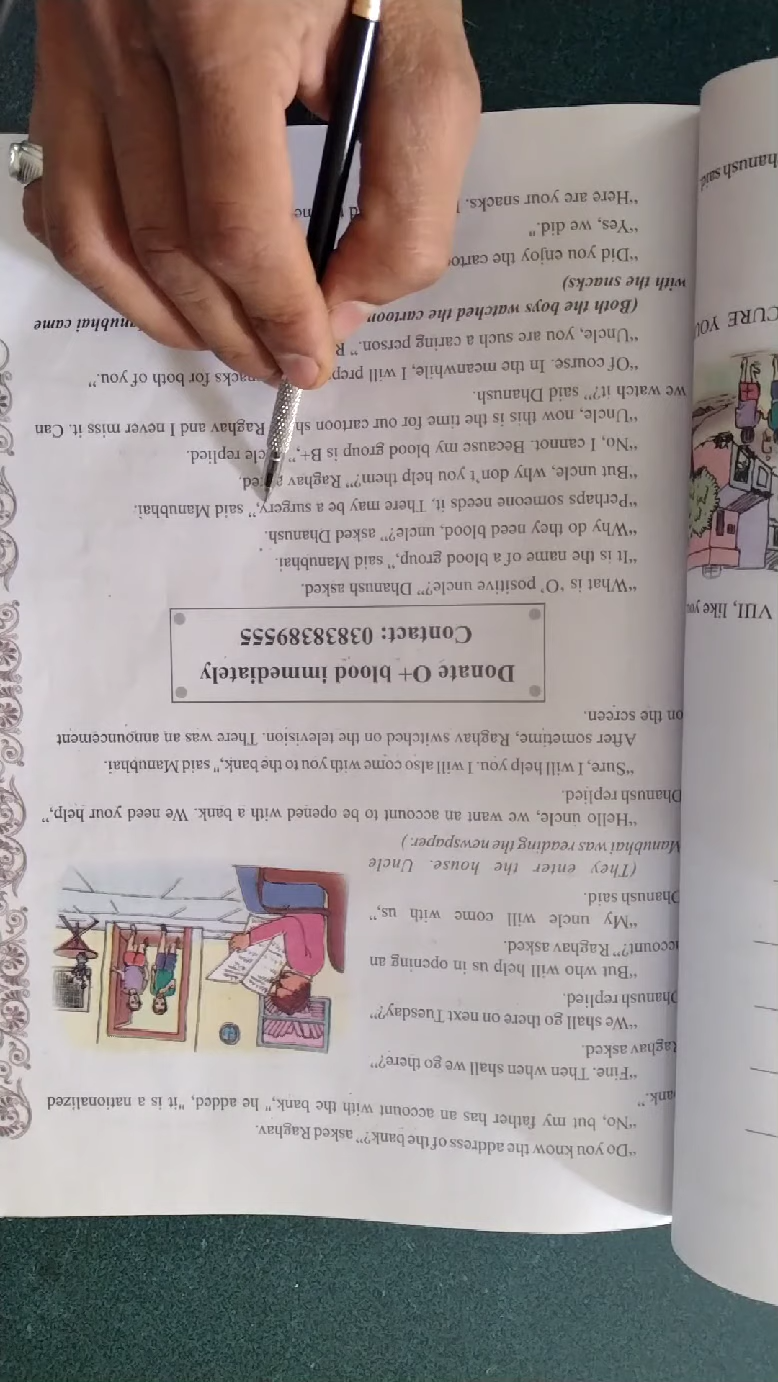 "Do you know the address of the bank?" asked Raghav.
"No, but my father has an account with the bank," he added, "it is a nationalized
bank."
"Fine. Then when shall we go there?"
Raghav asked.
"We shall go there on next Tuesday?"
Dhanush replied.
"But who will help us in opening an
account?" Raghav asked.
"My uncle will come with us,"
Dhanush said.
(They enter the house. Uncle
Manubhai was reading the newspaper.)
"Hello uncle, we want an account to be opened with a bank. We need your help,"
Dhanush replied.
"Sure, I will help you. I will also come with you to the bank," said Manubhai.
After sometime, Raghav switched on the television. There was an announcement
on the screen.
Donate O+ blood immediately
Contact: 03838389555
"What is 'O' positive uncle?" Dhanush asked.
"It is the name of a blood group," said Manubhai.
"Why do they need blood, uncle?" asked Dhanush.
"Perhaps someone needs it. There may be a surgery," said Manubhai.
"But uncle, why don't you help them?" Raghav
"No, I cannot. Because my blood group is B+," replied.
"Uncle, now this is the time for our cartoon Raghav and I never miss it. Can
we watch it?" said Dhanush.
"Of course. In the meanwhile, I will snacks for both of you."
"Uncle, you are such a caring person."
(Both the boys watched the cartoon came
with the snacks)
"Did you enjoy the
"Yes, we did."
"Here are your snacks.
VIII, like
CURE
said